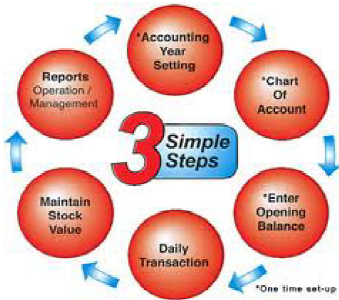 *Accounting
Year
Setting
*Chart
Of
Account
*Enter
Opening
Balance
Daily
Transaction
Maintain
Stock
Value
Reports
Operation /
Management
3 Simple
Steps
*One time set-up